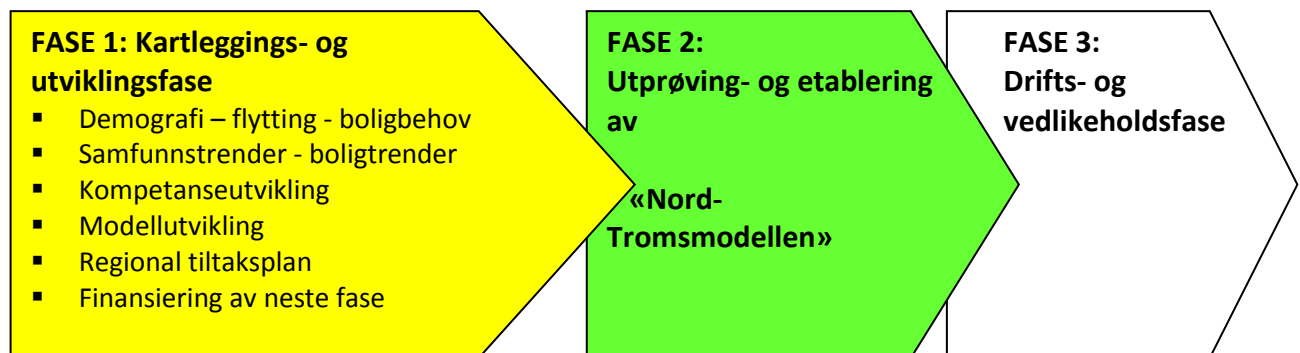 FASE 1: Kartleggings- og
utviklingsfase
▪ Demografi – flytting - boligbehov
▪ Samfunnstrender - boligtrender
▪ Kompetanseutvikling
▪ Modellutvikling
▪ Regional tiltaksplan
▪ Finansiering av neste fase
FASE 2:
Utprøving- og etablering
av
«Nord-
Tromsmodellen»
FASE 3:
Drifts- og
vedlikeholdsfase